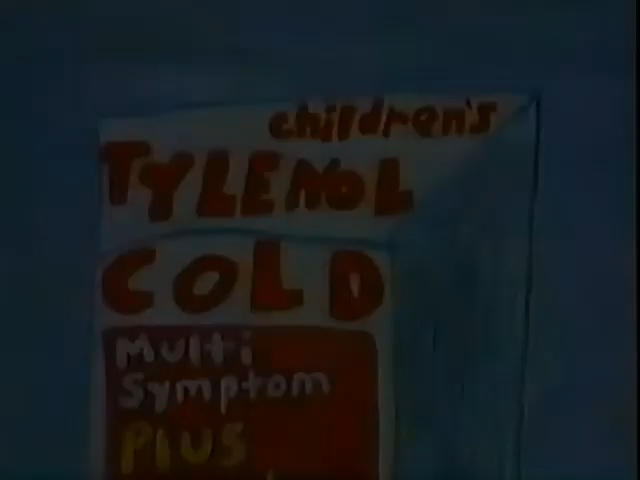 children's
TYLENOL
COLD
Multi
Symptom
Plus